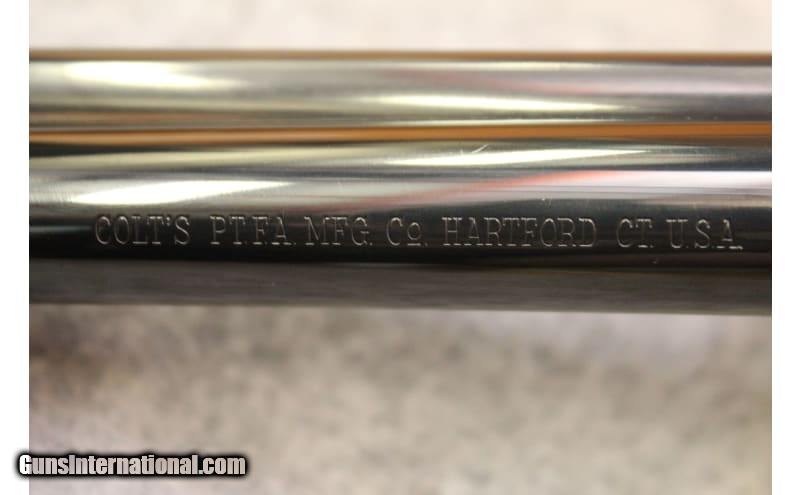 COLT'S PT.F.A. MFG. Co. HARTFORD CT. U.S.A.
GunsInternational.com